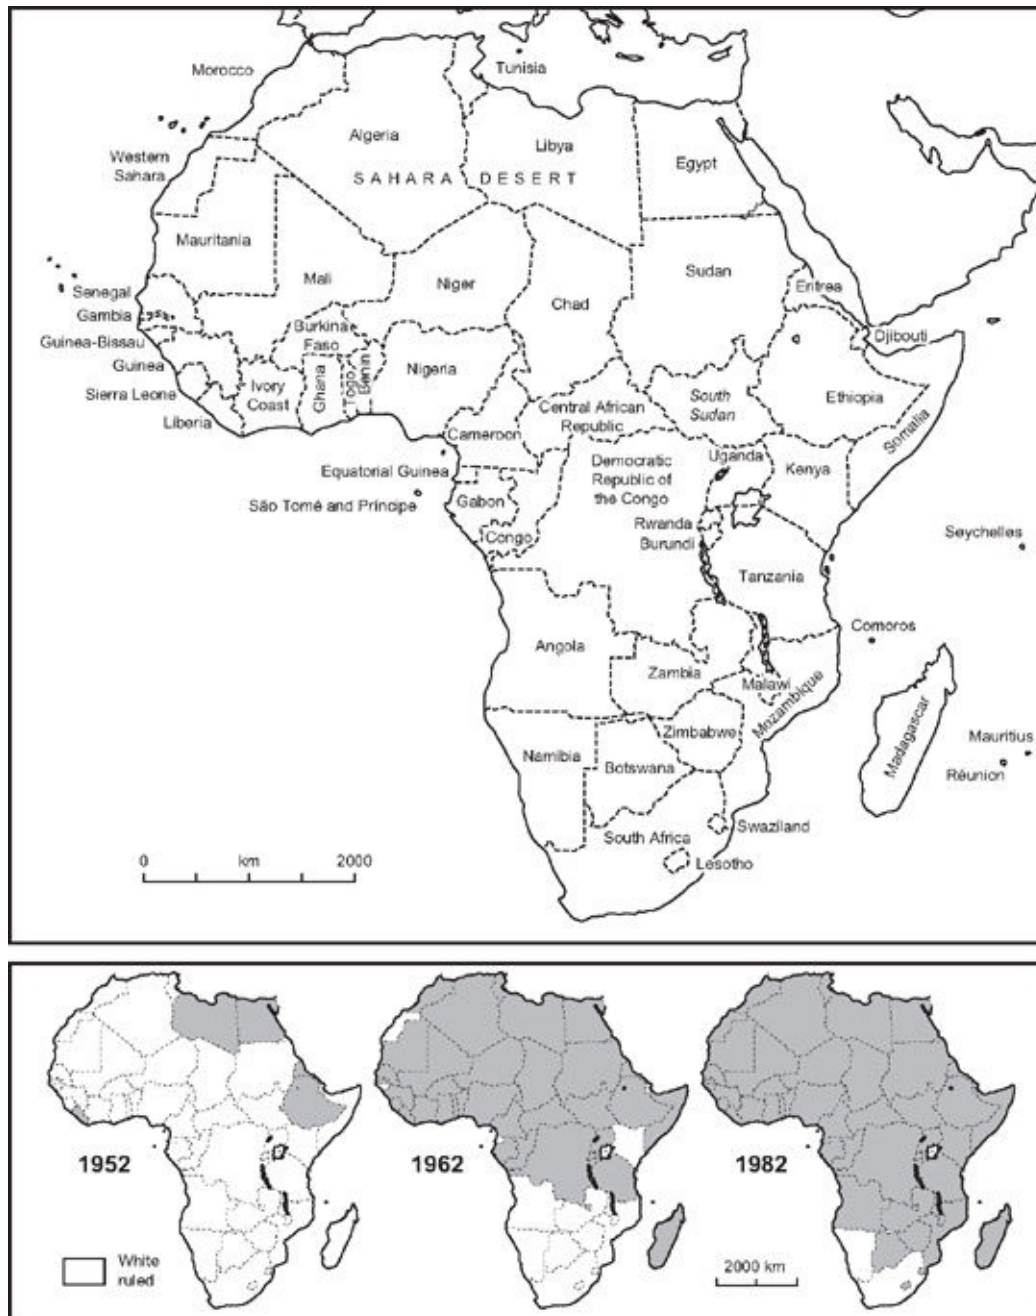 Morocco
Tunisia
Algeria
Libya
Egypt
Western
Sahara
SAHARA DESERT
Mauritania
Mali
Niger
Chad
Sudan
Eritrea
Senegal
Gambia
Guinea-Bissau
Guinea
Sierra Leone
Liberia
Burkina
Faso
Ivory
Coast
Ghana
Togo
Benin
Nigeria
Djibouti
Ethiopia
Somalia
South
Sudan
Central African
Republic
Cameroon
Equatorial Guinea
São Tomé and Príncipe
Gabon
Congo
Democratic
Republic of
the Congo
Uganda
Kenya
Rwanda
Burundi
Tanzania
Seychelles
Comoros
Angola
Zambia
Malawi
Mozambique
Madagascar
Mauritius
Réunion
Zimbabwe
Namibia
Botswana
South Africa
Swaziland
Lesotho
0 km 2000
1952
1962
1982
White
ruled
2000 km